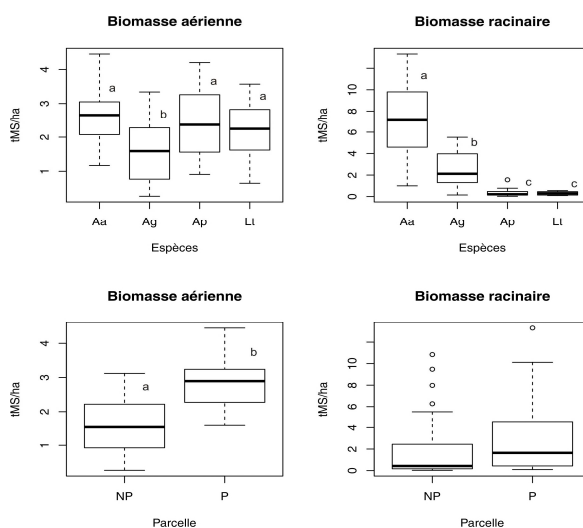 Biomasse aérienne
tMS/ha
4
3
2
1
a
b
a
a
Aa
Ag
Ap
Lt
Espèces
Biomasse racinaire
tMS/ha
10
8
6
4
2
0
a
b
c
c
Aa
Ag
Ap
Lt
Espèces
Biomasse aérienne
tMS/ha
4
3
2
1
a
b
NP
P
Parcelle
Biomasse racinaire
tMS/ha
10
8
6
4
2
0
NP
P
Parcelle